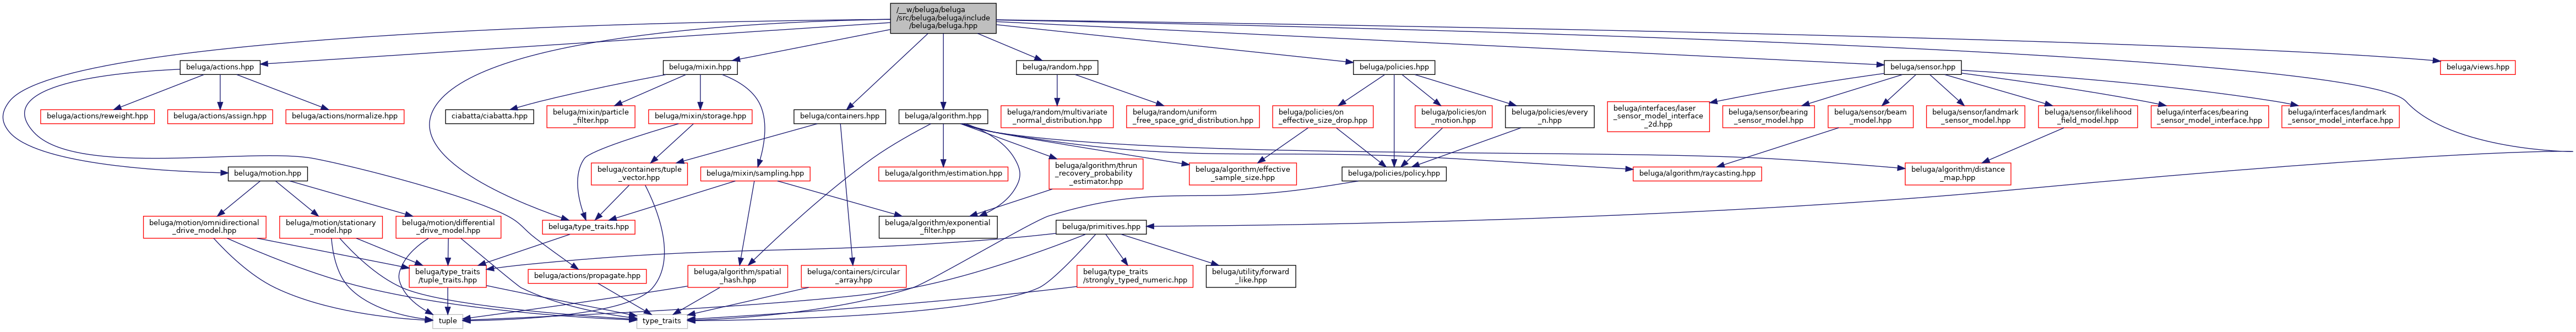 /__w/beluga/beluga
/src/beluga/beluga/include
/beluga/beluga.hpp
beluga/actions.hpp
beluga/mixin.hpp
beluga/random.hpp
beluga/policies.hpp
beluga/sensor.hpp
beluga/views.hpp
beluga/actions/reweight.hpp
beluga/actions/assign.hpp
beluga/actions/normalize.hpp
ciabatta/ciabatta.hpp
beluga/mixin/particle
_filter.hpp
beluga/mixin/storage.hpp
beluga/containers.hpp
beluga/algorithm.hpp
beluga/random/multivariate
_normal_distribution.hpp
beluga/random/uniform
_free_space_grid_distribution.hpp
beluga/policies/on
_effective_size_drop.hpp
beluga/policies/on
_motion.hpp
beluga/policies/every
_n.hpp
beluga/interfaces/laser
_sensor_model_interface
_2d.hpp
beluga/sensor/bearing
_sensor_model.hpp
beluga/sensor/beam
_model.hpp
beluga/sensor/landmark
_sensor_model.hpp
beluga/sensor/likelihood
_field_model.hpp
beluga/interfaces/bearing
_sensor_model_interface.hpp
beluga/interfaces/landmark
_sensor_model_interface.hpp
beluga/motion.hpp
beluga/containers/tuple
_vector.hpp
beluga/mixin/sampling.hpp
beluga/algorithm/estimation.hpp
beluga/algorithm/thrun
_recovery_probability
_estimator.hpp
beluga/algorithm/effective
_sample_size.hpp
beluga/policies/policy.hpp
beluga/algorithm/raycasting.hpp
beluga/algorithm/distance
_map.hpp
beluga/motion/omnidirectional
_drive_model.hpp
beluga/motion/stationary
_model.hpp
beluga/motion/differential
_drive_model.hpp
beluga/type_traits.hpp
beluga/algorithm/exponential
_filter.hpp
beluga/primitives.hpp
beluga/type_traits
/tuple_traits.hpp
beluga/actions/propagate.hpp
beluga/algorithm/spatial
_hash.hpp
beluga/containers/circular
_array.hpp
beluga/type_traits
/strongly_typed_numeric.hpp
beluga/utility/forward
_like.hpp
tuple
type_traits